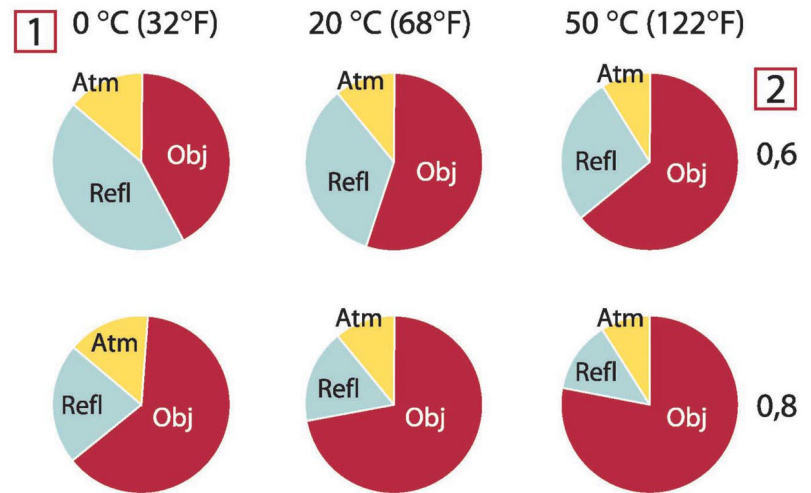 1 0 °C (32°F) 20 °C (68°F) 50 °C (122°F)
2
Atm Atm Atm
Obj Obj Obj
Refl Refl Refl
0,6
Atm Atm Atm
Refl Refl Refl
Obj Obj Obj
0,8